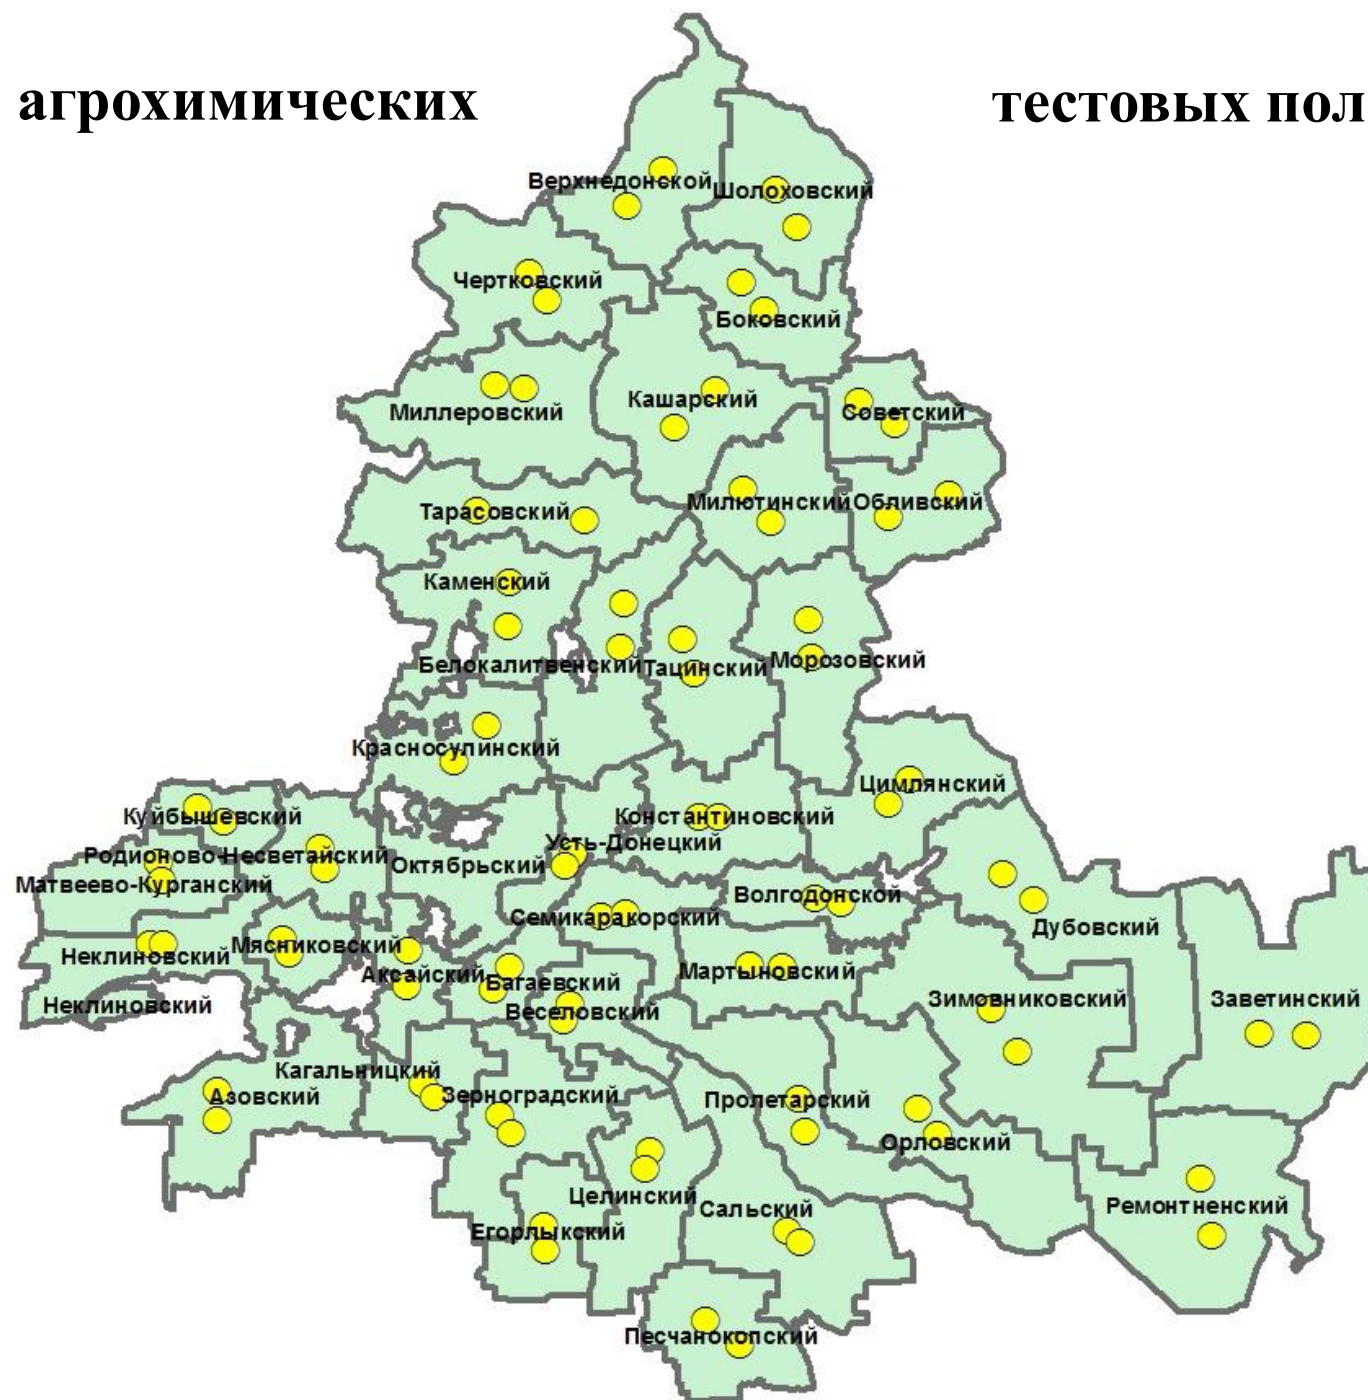 агрохимических тестовых пол
Верхнедонской
Шолоховский
Чертковский
Боковский
Миллеровский
Кашарский
Советский
Тарасовский
Милютинский
Обливский
Каменский
Белокалитвенский
Тацинский
Морозовский
Красносулинский
Цимлянский
Куйбышевский
Константиновский
Усть-Донецкий
Родионово-Несветайский
Октябрьский
Матвеево-Курганский
Волгодонской
Семикаракорский
Дубовский
Неклиновский
Мясниковский
Аксайский
Багаевский
Мартыновский
Зимовниковский
Заветинский
Неклиновский
Веселовский
Кагальницкий
Азовский
Зерноградский
Пролетарский
Орловский
Целинский
Сальский
Ремонтненский
Егорлыкский
Песчанокопский